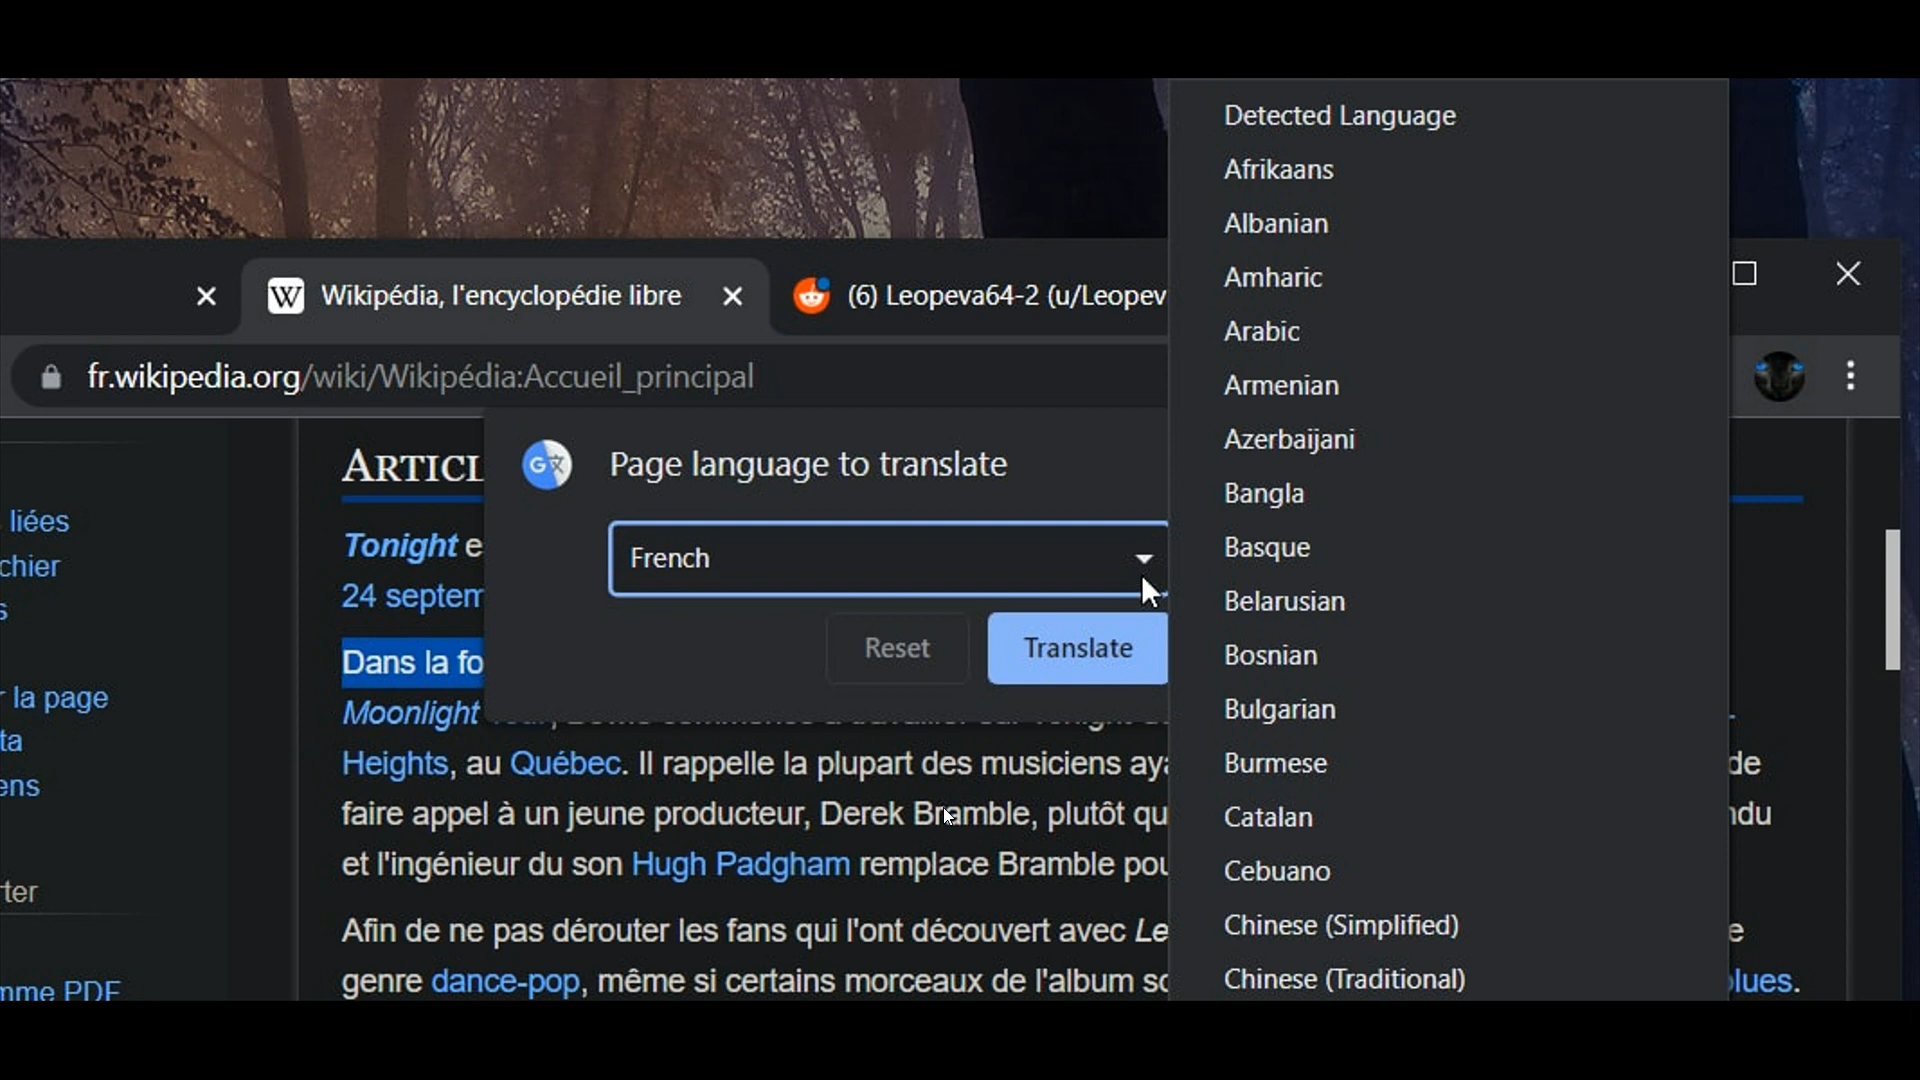 Wikipédia, l'encyclopédie libre
(6) Leopeva64-2 (u/Leopev
fr.wikipedia.org/wiki/Wikipédia:Accueil_principal
liées
chier
s
r la page
ta
ens
rter
mme PDF
ARTICL
Tonight e
24 septem
Dans la fo
Moonlight
Heights, au Québec. Il rappelle la plupart des musiciens aya
faire appel à un jeune producteur, Derek Bramble, plutôt qu
et l'ingénieur du son Hugh Padgham remplace Bramble pou
Afin de ne pas dérouter les fans qui l'ont découvert avec Le
genre dance-pop, même si certains morceaux de l'album so
Page language to translate
French
Reset
Translate
Detected Language
Afrikaans
Albanian
Amharic
Arabic
Armenian
Azerbaijani
Bangla
Basque
Belarusian
Bosnian
Bulgarian
Burmese
Catalan
Cebuano
Chinese (Simplified)
Chinese (Traditional)
de
ndu
e
blues.